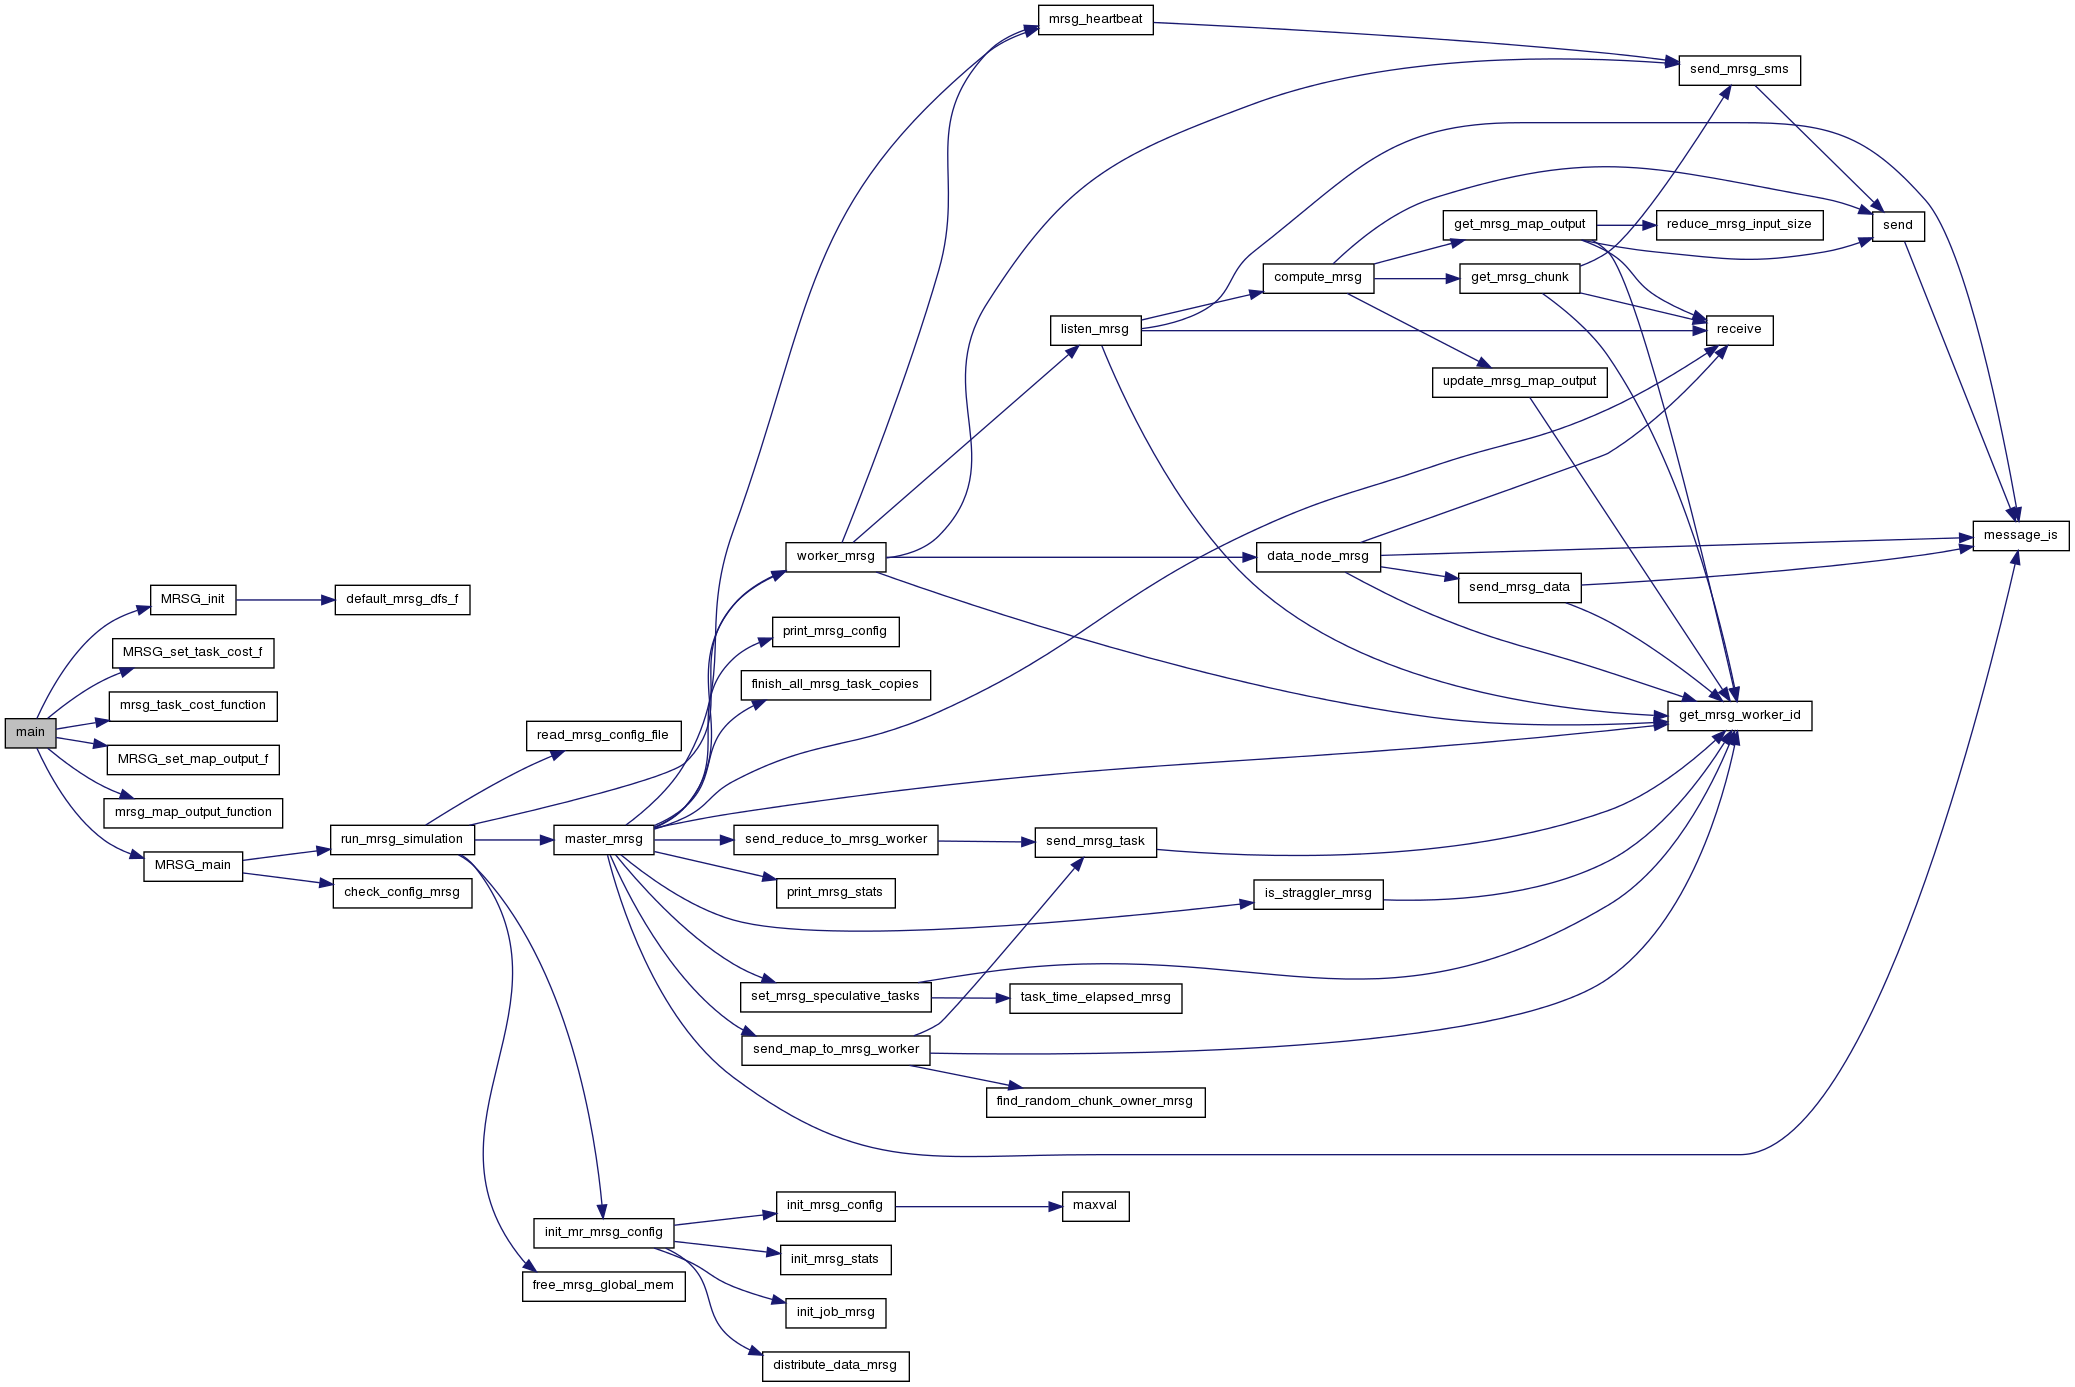 mrsg_heartbeat
send_mrsg_sms
get_mrsg_map_output
reduce_mrsg_input_size
send
compute_mrsg
get_mrsg_chunk
listen_mrsg
receive
update_mrsg_map_output
message_is
worker_mrsg
data_node_mrsg
send_mrsg_data
MRSG_init
default_mrsg_dfs_f
print_mrsg_config
MRSG_set_task_cost_f
finish_all_mrsg_task_copies
mrsg_task_cost_function
get_mrsg_worker_id
main
read_mrsg_config_file
MRSG_set_map_output_f
mrsg_map_output_function
run_mrsg_simulation
master_mrsg
send_reduce_to_mrsg_worker
send_mrsg_task
MRSG_main
check_config_mrsg
print_mrsg_stats
is_straggler_mrsg
set_mrsg_speculative_tasks
task_time_elapsed_mrsg
send_map_to_mrsg_worker
find_random_chunk_owner_mrsg
init_mrsg_config
maxval
init_mr_mrsg_config
init_mrsg_stats
free_mrsg_global_mem
init_job_mrsg
distribute_data_mrsg